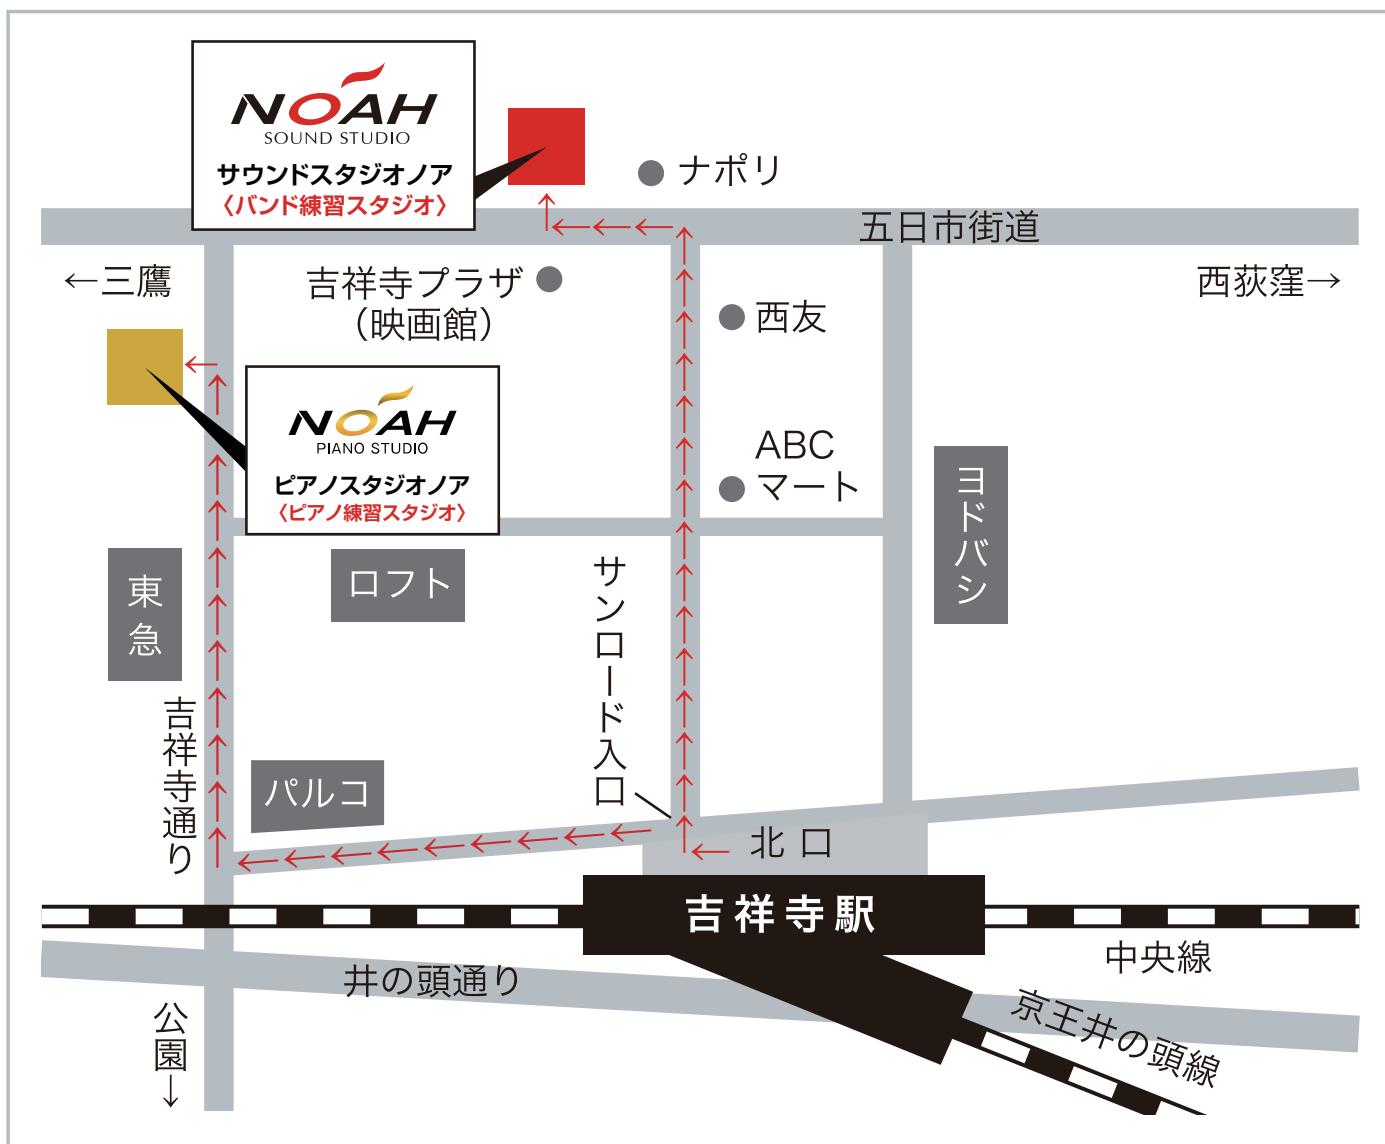 NOAH
SOUND STUDIO
サウンドスタジオノア
〈バンド練習スタジオ〉
ナポリ
五日市街道
←三鷹
吉祥寺プラザ
（映画館）
西荻窪→
西友
NOAH
PIANO STUDIO
ピアノスタジオノア
〈ピアノ練習スタジオ〉
ABC
マート
ヨドバシ
東急
ロフト
サンロード入口
吉祥寺通り
パルコ
北口
吉祥寺駅
中央線
井の頭通り
京王井の頭線
公園→